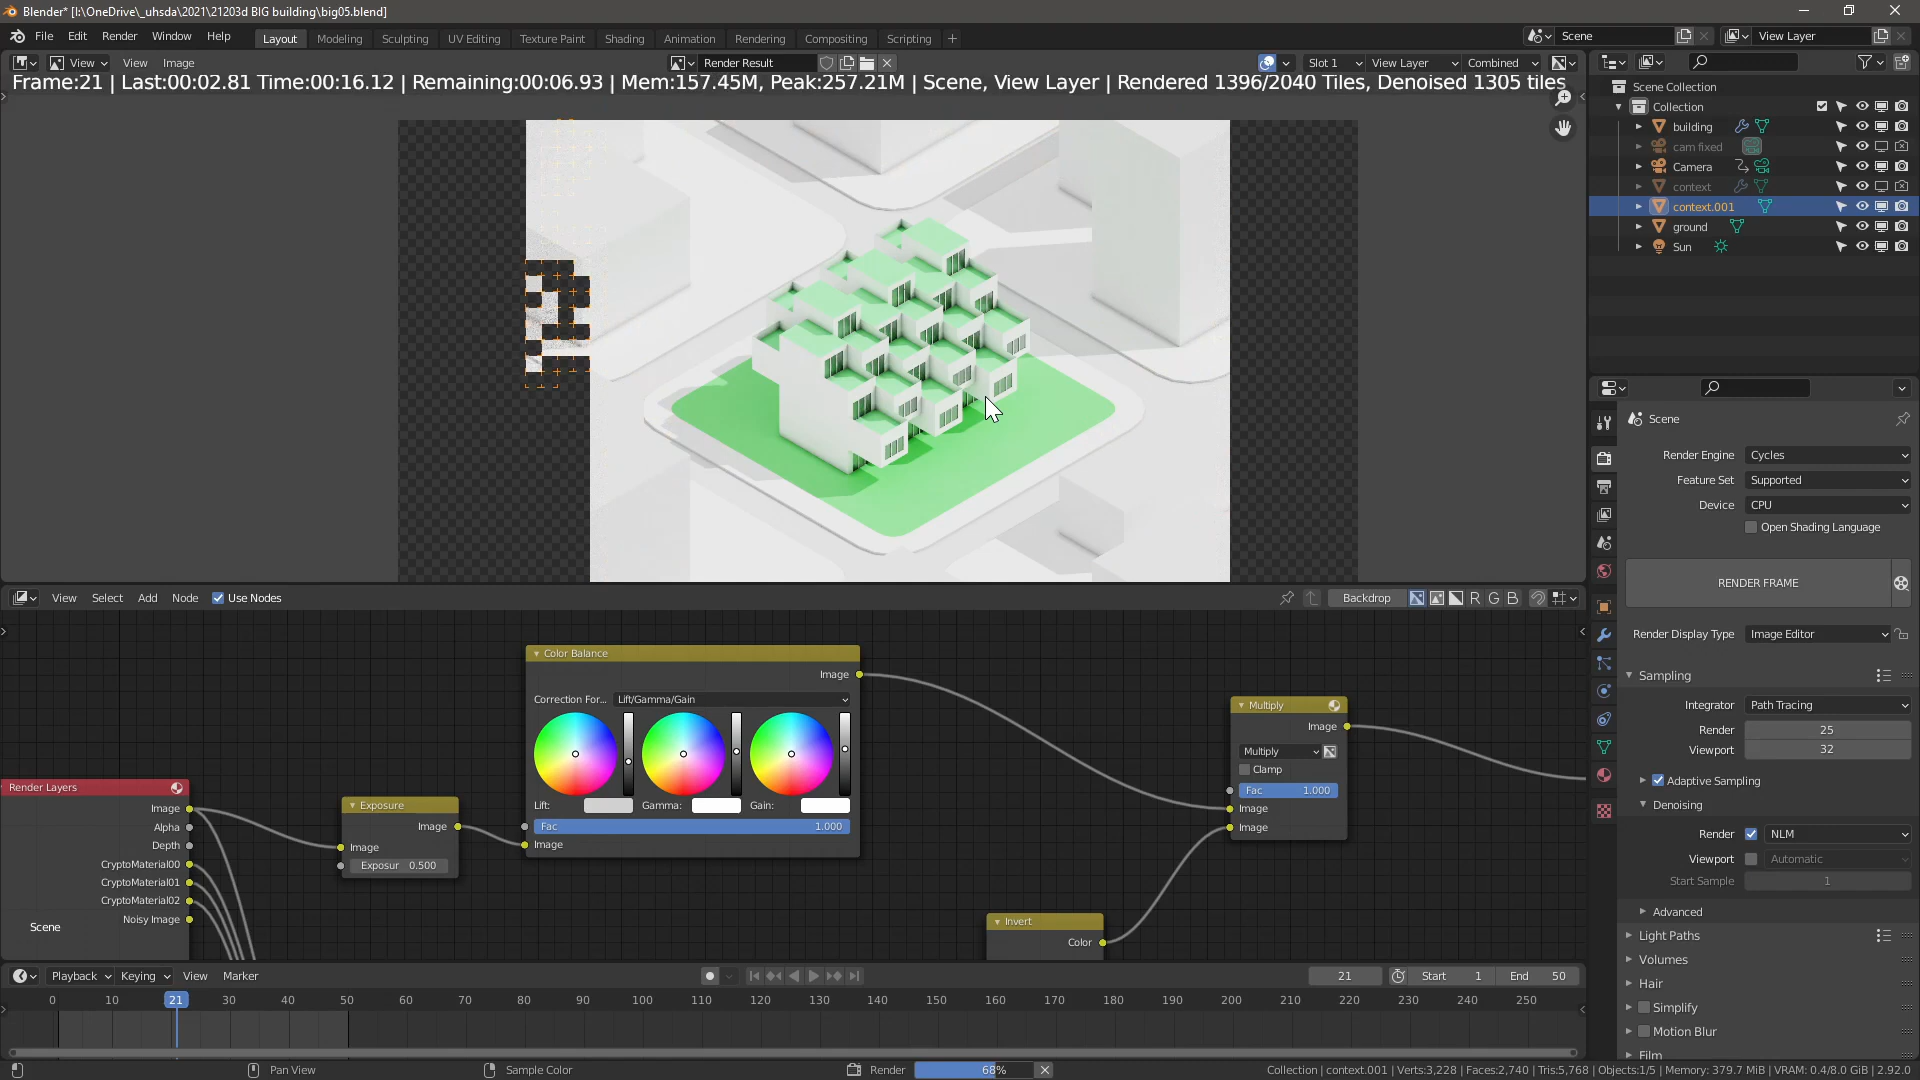 Blender* [I:\OneDrive\_uhsda\2021\21203d BIG building\big05.blend]
File Edit Render Window Help Layout Modeling Sculpting UV Editing Texture Paint Shading Animation Rendering Compositing Scripting + Scene View Layer
View View Image Render Result Slot 1 View Layer Combined
Frame:21 | Last:00:02.81 Time:00:16.12 | Remaining:00:06.93 | Mem:157.45M, Peak:257.21M | Scene, View Layer | Rendered 1396/2040 Tiles, Denoised 1305 tiles
Scene Collection
Collection
building
cam fixed
Camera
context
context.001
ground
Sun
Scene
Render Engine Cycles
Feature Set Supported
Device CPU
Open Shading Language
RENDER FRAME
Render Display Type Image Editor
Sampling
Integrator Path Tracing
Render 25
Viewport 32
Adaptive Sampling
Denoising
Render NLM
Viewport Automatic
Start Sample 1
Advanced
Light Paths
Volumes
Hair
Simplify
Motion Blur
Film
View Select Add Node Use Nodes Backdrop R G B
Color Balance
Image
Correction For... Lift/Gamma/Gain
Lift: Gamma: Gain:
Fac 1.000
Image
Multiply
Image
Multiply
Clamp
Fac 1.000
Image
Image
Render Layers
Image
Alpha
Depth
CryptoMaterial00
CryptoMaterial01
CryptoMaterial02
Noisy Image
Scene
Exposure
Image
Image
Exposur 0.500
Invert
Color
Playback Keying View Marker 21 Start 1 End 50
0 10 21 30 40 50 60 70 80 90 100 110 120 130 140 150 160 170 180 190 200 210 220 230 240 250
Pan View Sample Color Render 68% Collection | context.001 | Verts:3,228 | Faces:2,740 | Tris:5,768 | Objects:1/5 | Memory: 379.7 MiB | VRAM: 0.4/8.0 GiB | 2.92.0